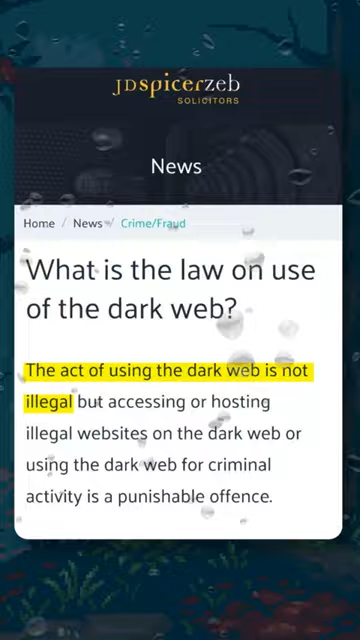 JDspicerzeb
SOLICITORS
News
Home / News / Crime/Fraud
What is the law on use
of the dark web?
The act of using the dark web is not
illegal but accessing or hosting
illegal websites on the dark web or
using the dark web for criminal
activity is a punishable offence.